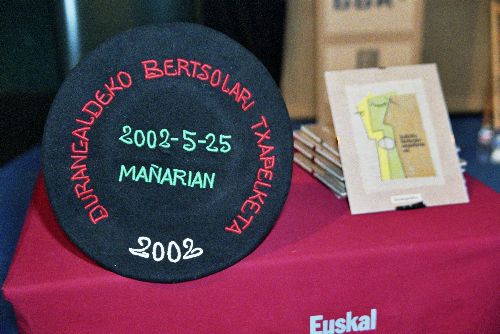 DURANGALDEKO BERTSOLARI TXAPELKETA
2002-5-25
MAÑARIAN
2002
Euskal